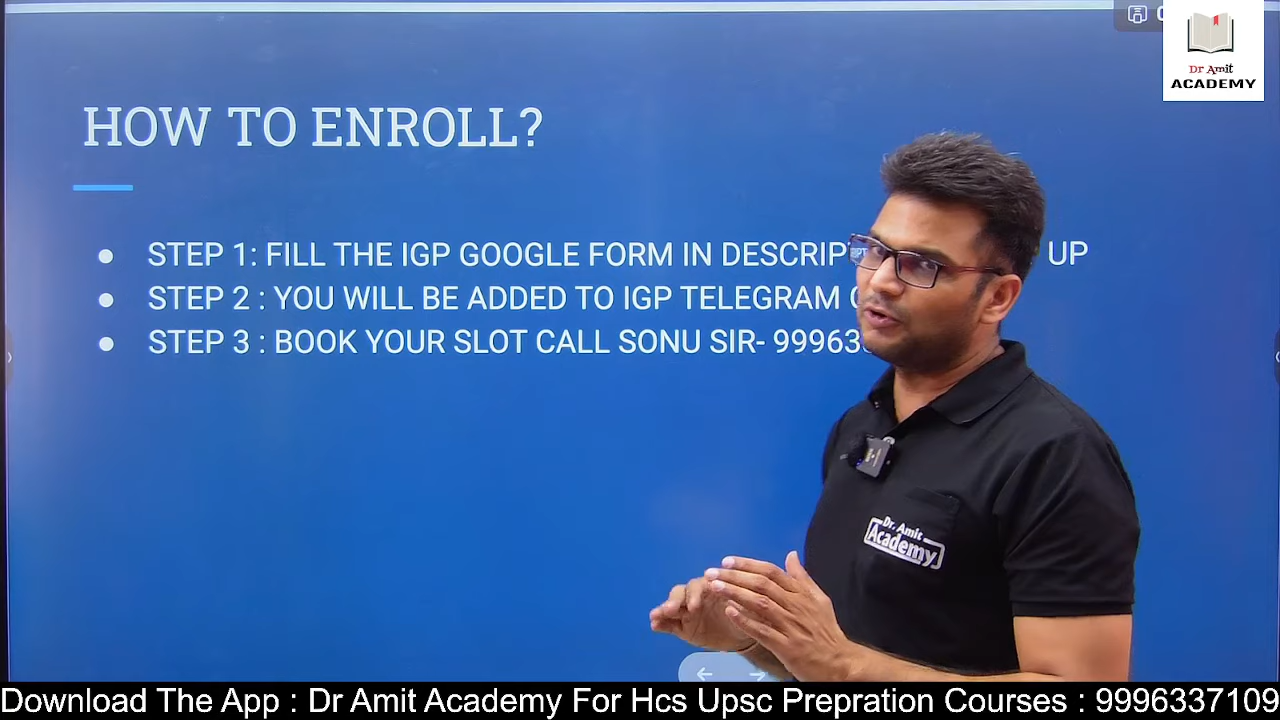 Dr Amit
ACADEMY
HOW TO ENROLL?
STEP 1: FILL THE IGP GOOGLE FORM IN UP
STEP 2 : YOU WILL BE ADDED TO IGP TELEGRAM
STEP 3 : BOOK YOUR SLOT CALL SONU SIR-
Dr. Amit
Academy
Download The App : Dr Amit Academy For Hcs Upsc Prepration Courses : 9996337109